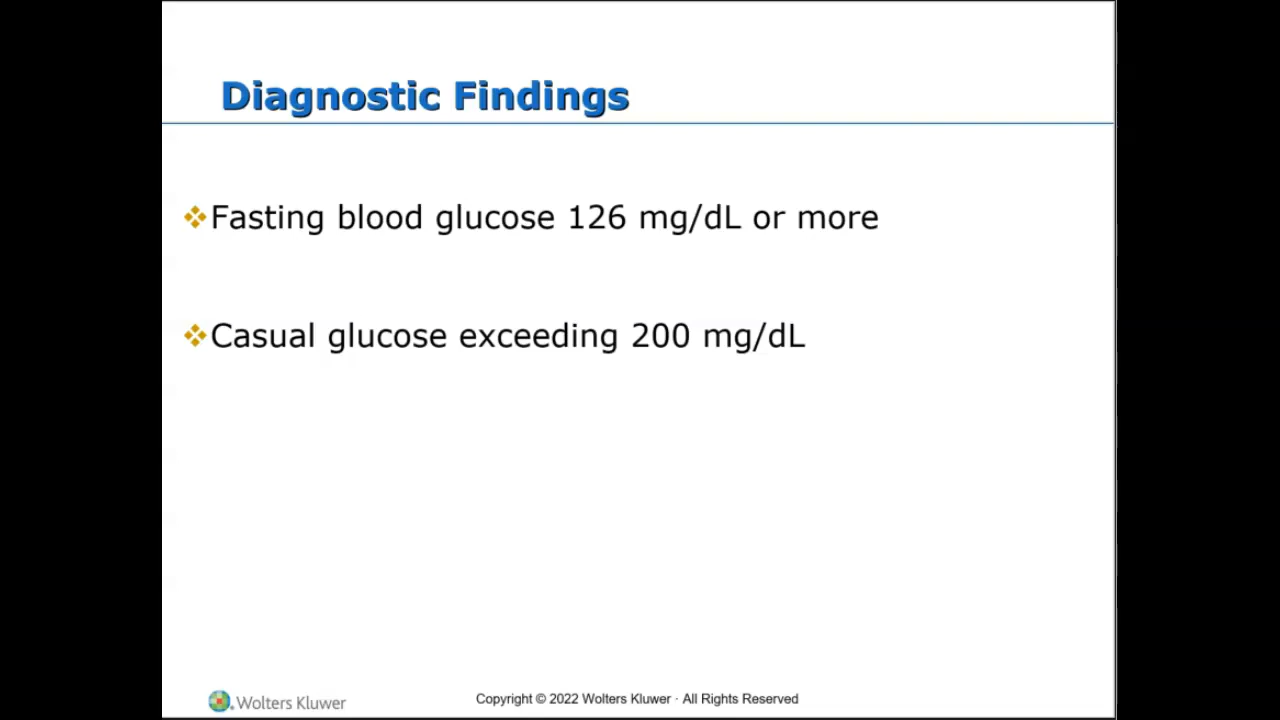 Diagnostic Findings
Fasting blood glucose 126 mg/dL or more
Casual glucose exceeding 200 mg/dL
Wolters Kluwer
Copyright © 2022 Wolters Kluwer · All Rights Reserved